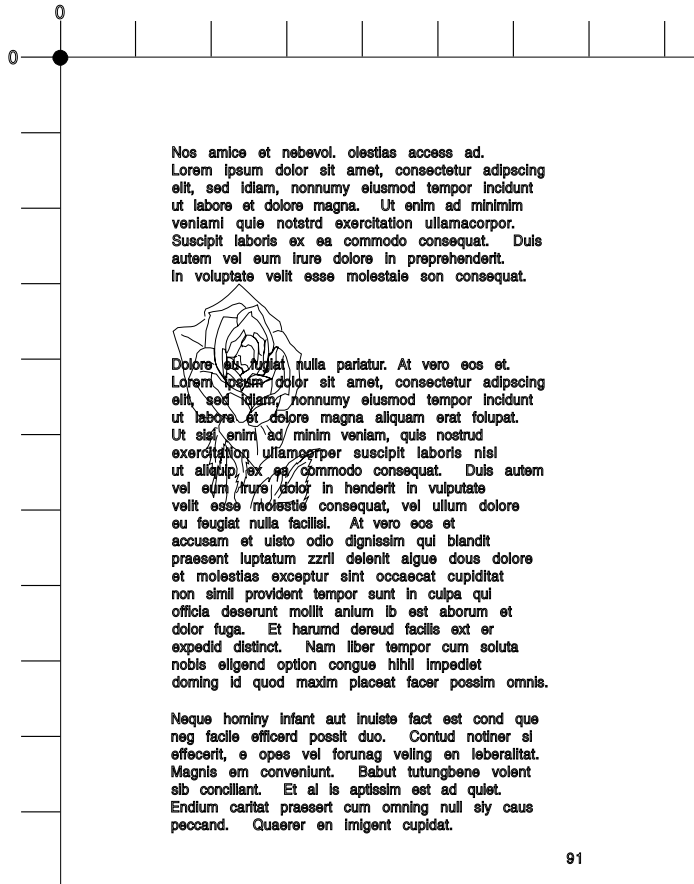 0
0
Nos amice et nebevol. olestias access ad.
Lorem ipsum dolor sit amet, consectetur adipscing
elit, sed idiam, nonnumy eiusmod tempor incidunt
ut labore et dolore magna. Ut enim ad minimim
veniami quie notstrd exercitation ullamacorpor.
Suscipit laboris ex ea commodo consequat. Duis
autem vel eum irure dolore in preprehenderit.
In voluptate velit esse molestaie son consequat.
Dolore eu fugiat nulla pariatur. At vero eos et.
Lorem ipsum dolor sit amet, consectetur adipscing
elit, sed idiam, nonnumy eiusmod tempor incidunt
ut labore et dolore magna aliquam erat folupat.
Ut sisi enim ad minim veniam, quis nostrud
exercitation ullamcorper suscipit laboris nisl
ut aliquip ex ea commodo consequat. Duis autem
vel eum irure dolor in henderit in vulputate
velit esse molestie consequat, vel ullum dolore
eu feugiat nulla facilisi. At vero eos et
accusam et uisto odio dignissim qui blandit
praesent luptatum zzril delenit aigue dous dolore
et molestias exceptur sint occaecat cupiditat
non simil provident tempor sunt in culpa qui
officia deserunt mollit anium ib est aborum et
dolor fuga. Et harumd dereud facilis ext er
expedid distinct. Nam liber tempor cum soluta
nobis eligend option congue hihil impediet
doming id quod maxim placeat facer possim omnis.
Neque hominy infant aut inuiste fact est cond que
neg facile efficerd possit duo. Contud notiner si
effecerit, e opes vel forunag veling en leberalitat.
Magnis em conveniunt. Babut tutungbene volent
sib conciliant. Et al is aptissim est ad quiet.
Endium caritat praesert cum omning null siy caus
peccand. Quaerer en imigent cupidat.
91